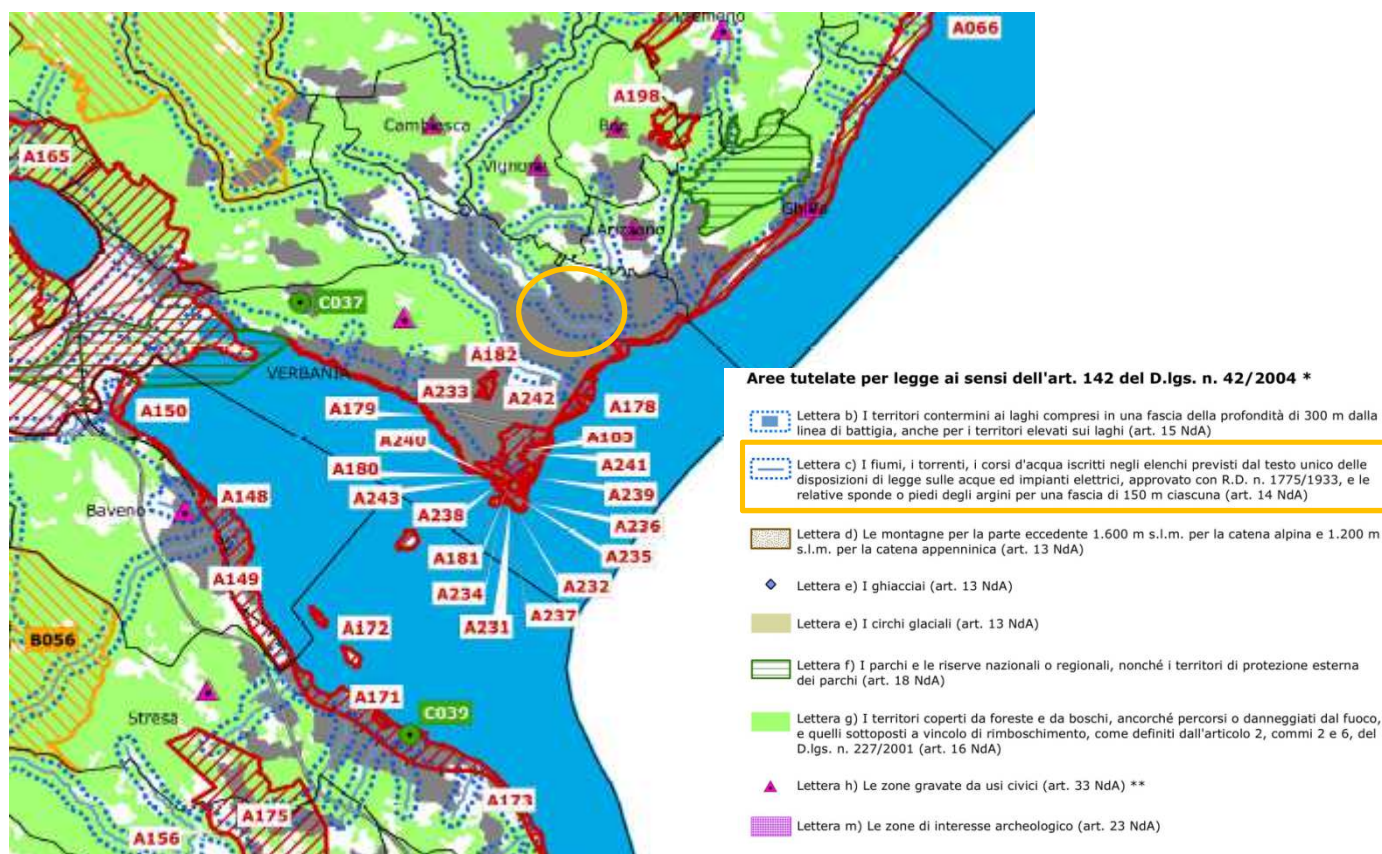 A066
A198
Cambiasca
Bee
A165
Vignone
Ghiffa
Arizzano
C037
A182
VERBANIA
A233
A242
A150
A179
A178
A240
A180
A241
A243
A239
A148
A238
A236
Baveno
A235
A181
A149
A232
A234
A237
A231
A172
B056
A171
C039
Stresa
A173
A175
A156
Aree tutelate per legge ai sensi dell'art. 142 del D.lgs. n. 42/2004 *
Lettera b) I territori contermini ai laghi compresi in una fascia della profondità di 300 m dalla
linea di battigia, anche per i territori elevati sui laghi (art. 15 NdA)
Lettera c) I fiumi, i torrenti, i corsi d'acqua iscritti negli elenchi previsti dal testo unico delle
disposizioni di legge sulle acque ed impianti elettrici, approvato con R.D. n. 1775/1933, e le
relative sponde o piedi degli argini per una fascia di 150 m ciascuna (art. 14 NdA)
Lettera d) Le montagne per la parte eccedente 1.600 m s.l.m. per la catena alpina e 1.200 m
s.l.m. per la catena appenninica (art. 13 NdA)
Lettera e) I ghiacciai (art. 13 NdA)
Lettera e) I circhi glaciali (art. 13 NdA)
Lettera f) I parchi e le riserve nazionali o regionali, nonché i territori di protezione esterna
dei parchi (art. 18 NdA)
Lettera g) I territori coperti da foreste e da boschi, ancorché percorsi o danneggiati dal fuoco,
e quelli sottoposti a vincolo di rimboschimento, come definiti dall'articolo 2, commi 2 e 6, del
D.lgs. n. 227/2001 (art. 16 NdA)
Lettera h) Le zone gravate da usi civici (art. 33 NdA) **
Lettera m) Le zone di interesse archeologico (art. 23 NdA)